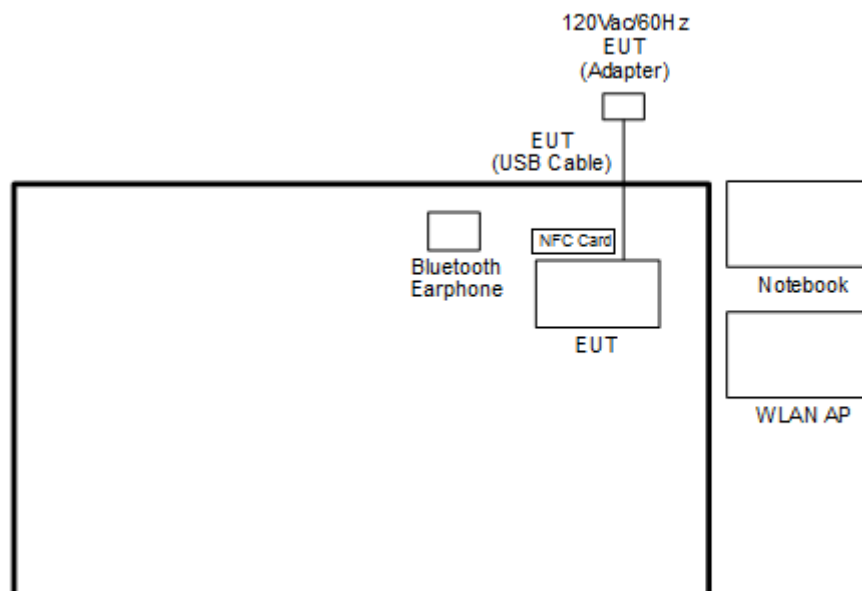 120Vac/60Hz
EUT
(Adapter)
EUT
(USB Cable)
NFC Card
Bluetooth
Earphone
EUT
Notebook
WLAN AP